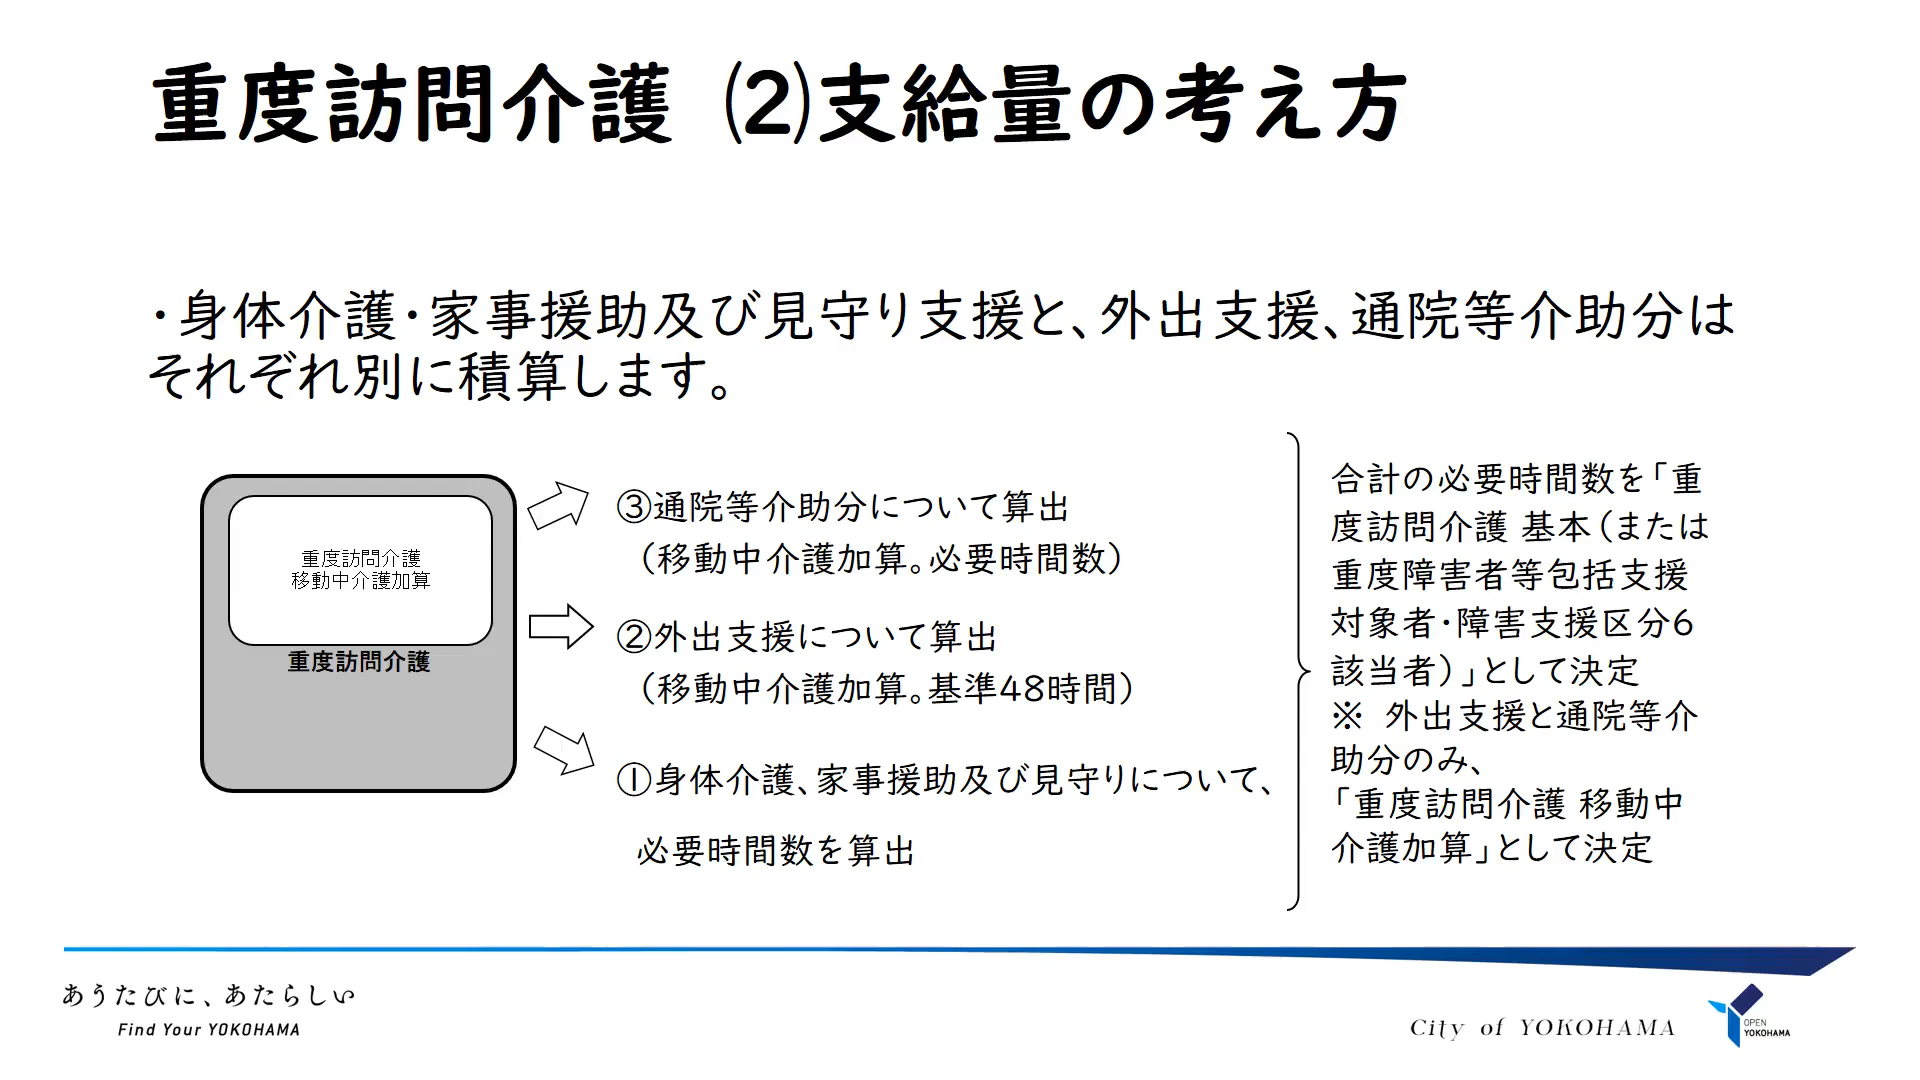 重度訪問介護 ⑵支給量の考え方
・身体介護・家事援助及び見守り支援と、外出支援、通院等介助分は
それぞれ別に積算します。
重度訪問介護
移動中介護加算
重度訪問介護
③通院等介助分について算出
（移動中介護加算。必要時間数）
②外出支援について算出
（移動中介護加算。基準48時間）
①身体介護、家事援助及び見守りについて、
必要時間数を算出
合計の必要時間数を「重
度訪問介護 基本（または
重度障害者等包括支援
対象者・障害支援区分6
該当者）」として決定
※ 外出支援と通院等介
助分のみ、
「重度訪問介護 移動中
介護加算」として決定
あうたびに、あたらしい
Find Your YOKOHAMA
City of YOKOHAMA
OPEN
YOKOHAMA